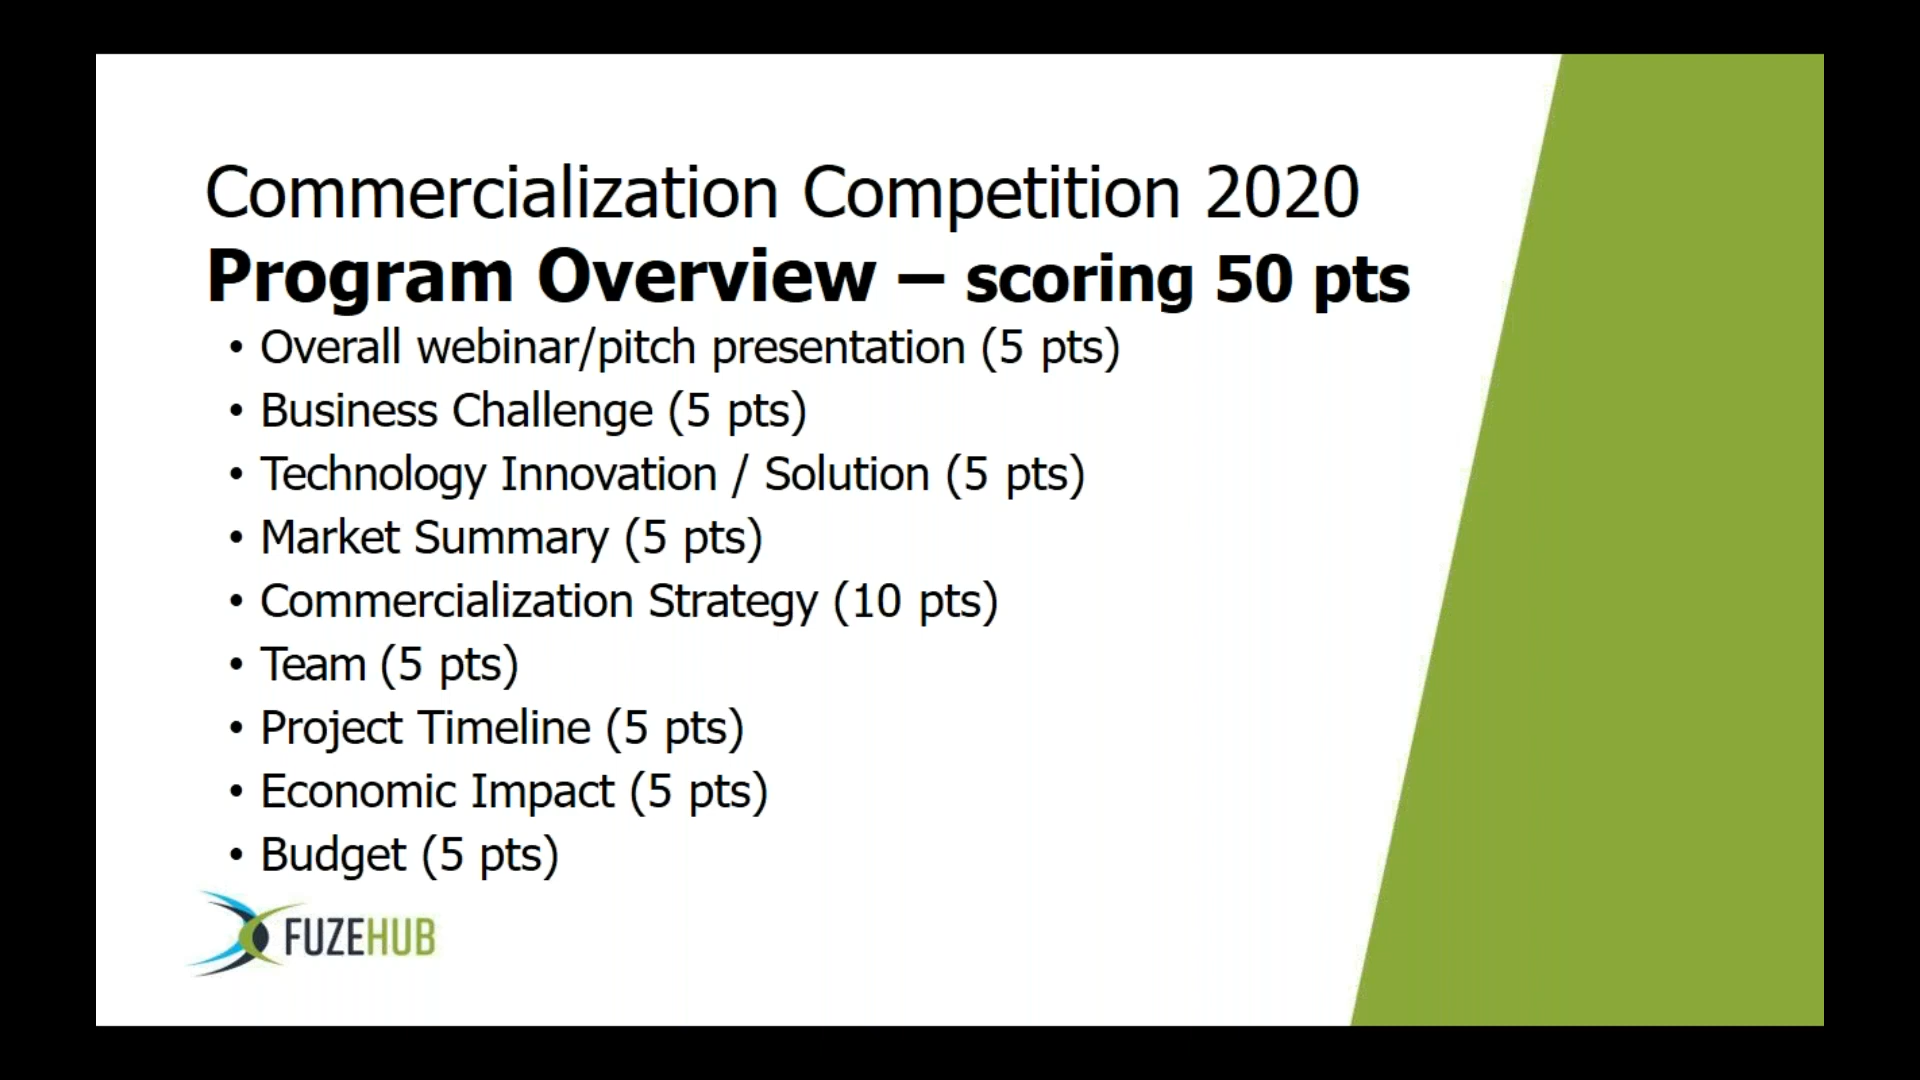 Commercialization Competition 2020
Program Overview – scoring 50 pts
• Overall webinar/pitch presentation (5 pts)
• Business Challenge (5 pts)
• Technology Innovation / Solution (5 pts)
• Market Summary (5 pts)
• Commercialization Strategy (10 pts)
• Team (5 pts)
• Project Timeline (5 pts)
• Economic Impact (5 pts)
• Budget (5 pts)
FUZEHUB